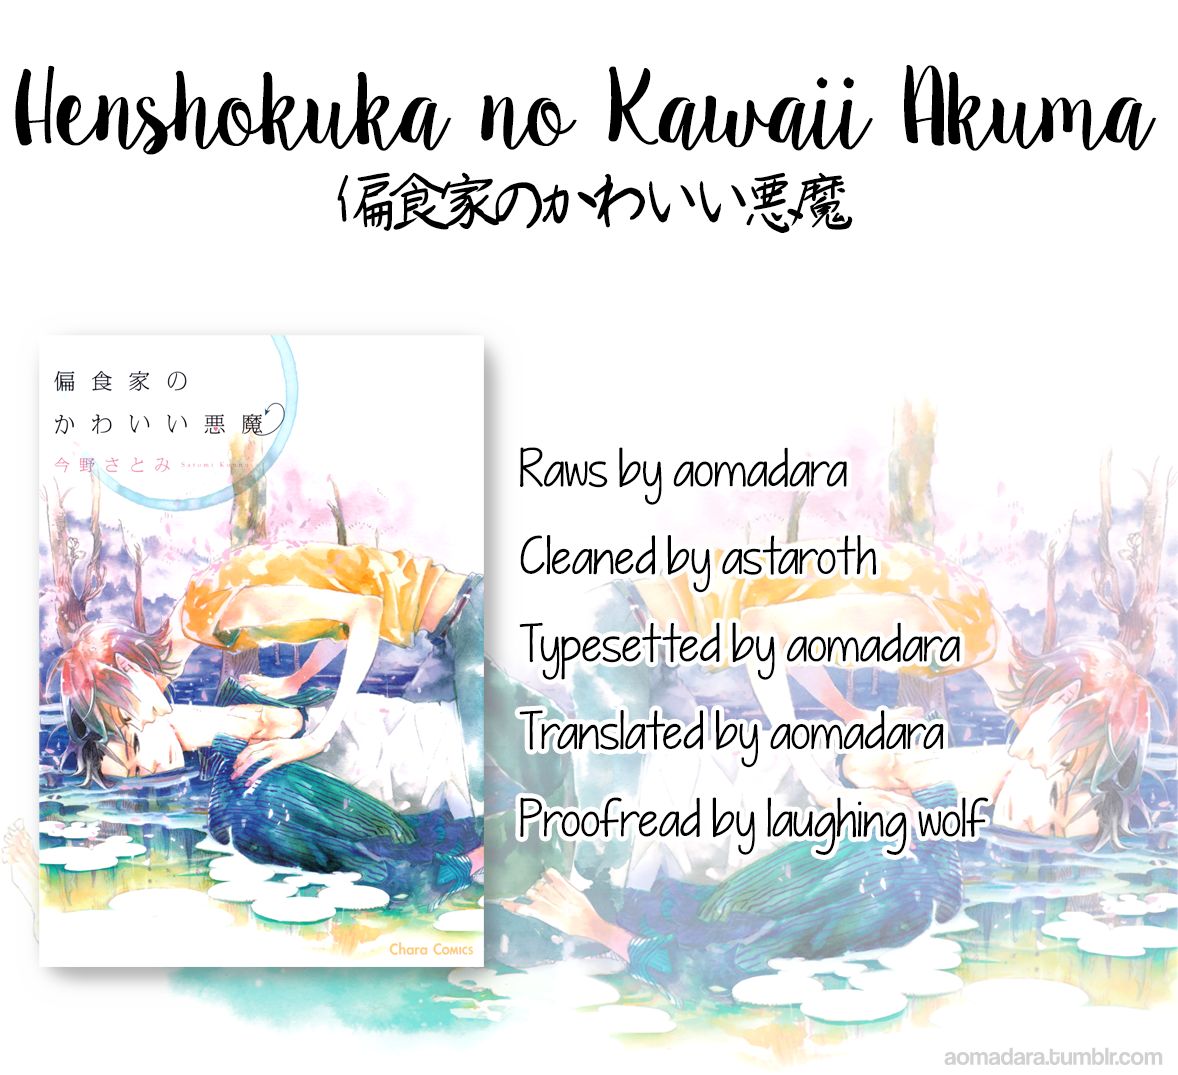 Henshokuka no Kawaii Akuma
偏食家のかわいい悪魔
偏食家の
かわいい悪魔
今野さとみ Satomi Konno
Raws by aomadara
Cleaned by astaroth
Typesetted by aomadara
Translated by aomadara
Proofread by laughing wolf
Chara COMICS
aomadara.tumblr.com